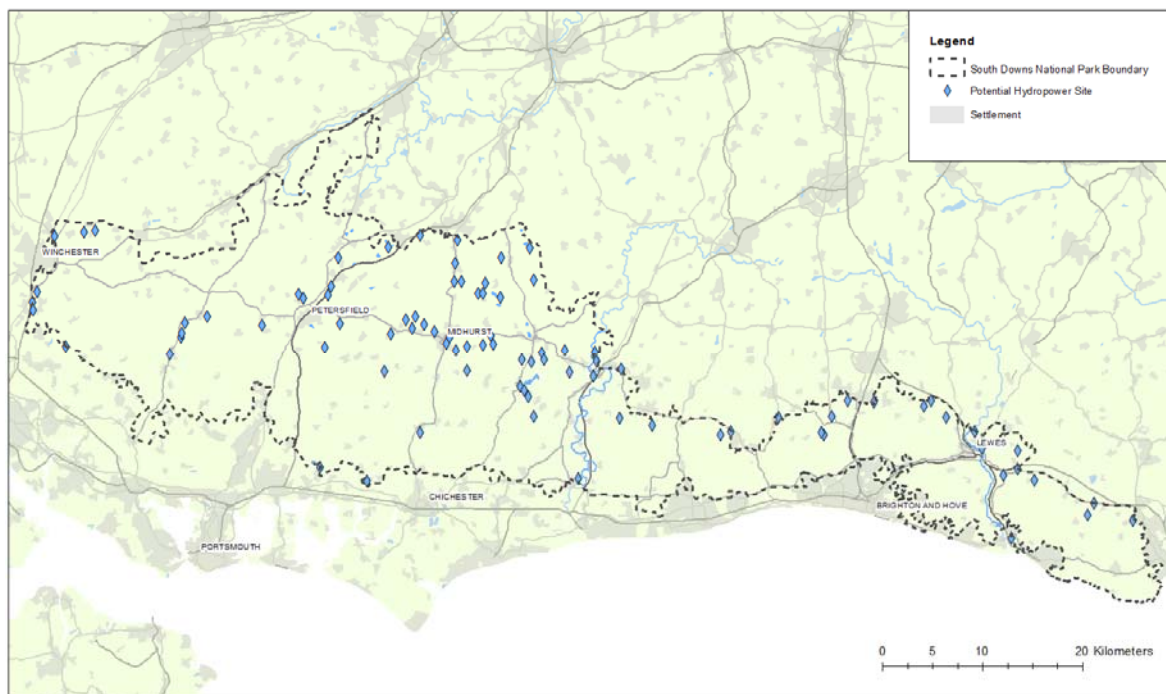 Legend
South Downs National Park Boundary
Potential Hydropower Site
Settlement
WINCHESTER
PETERSFIELD
MIDHURST
LEWES
CHICHESTER
BRIGHTON AND HOVE
PORTSMOUTH
0 5 10 20 Kilometers